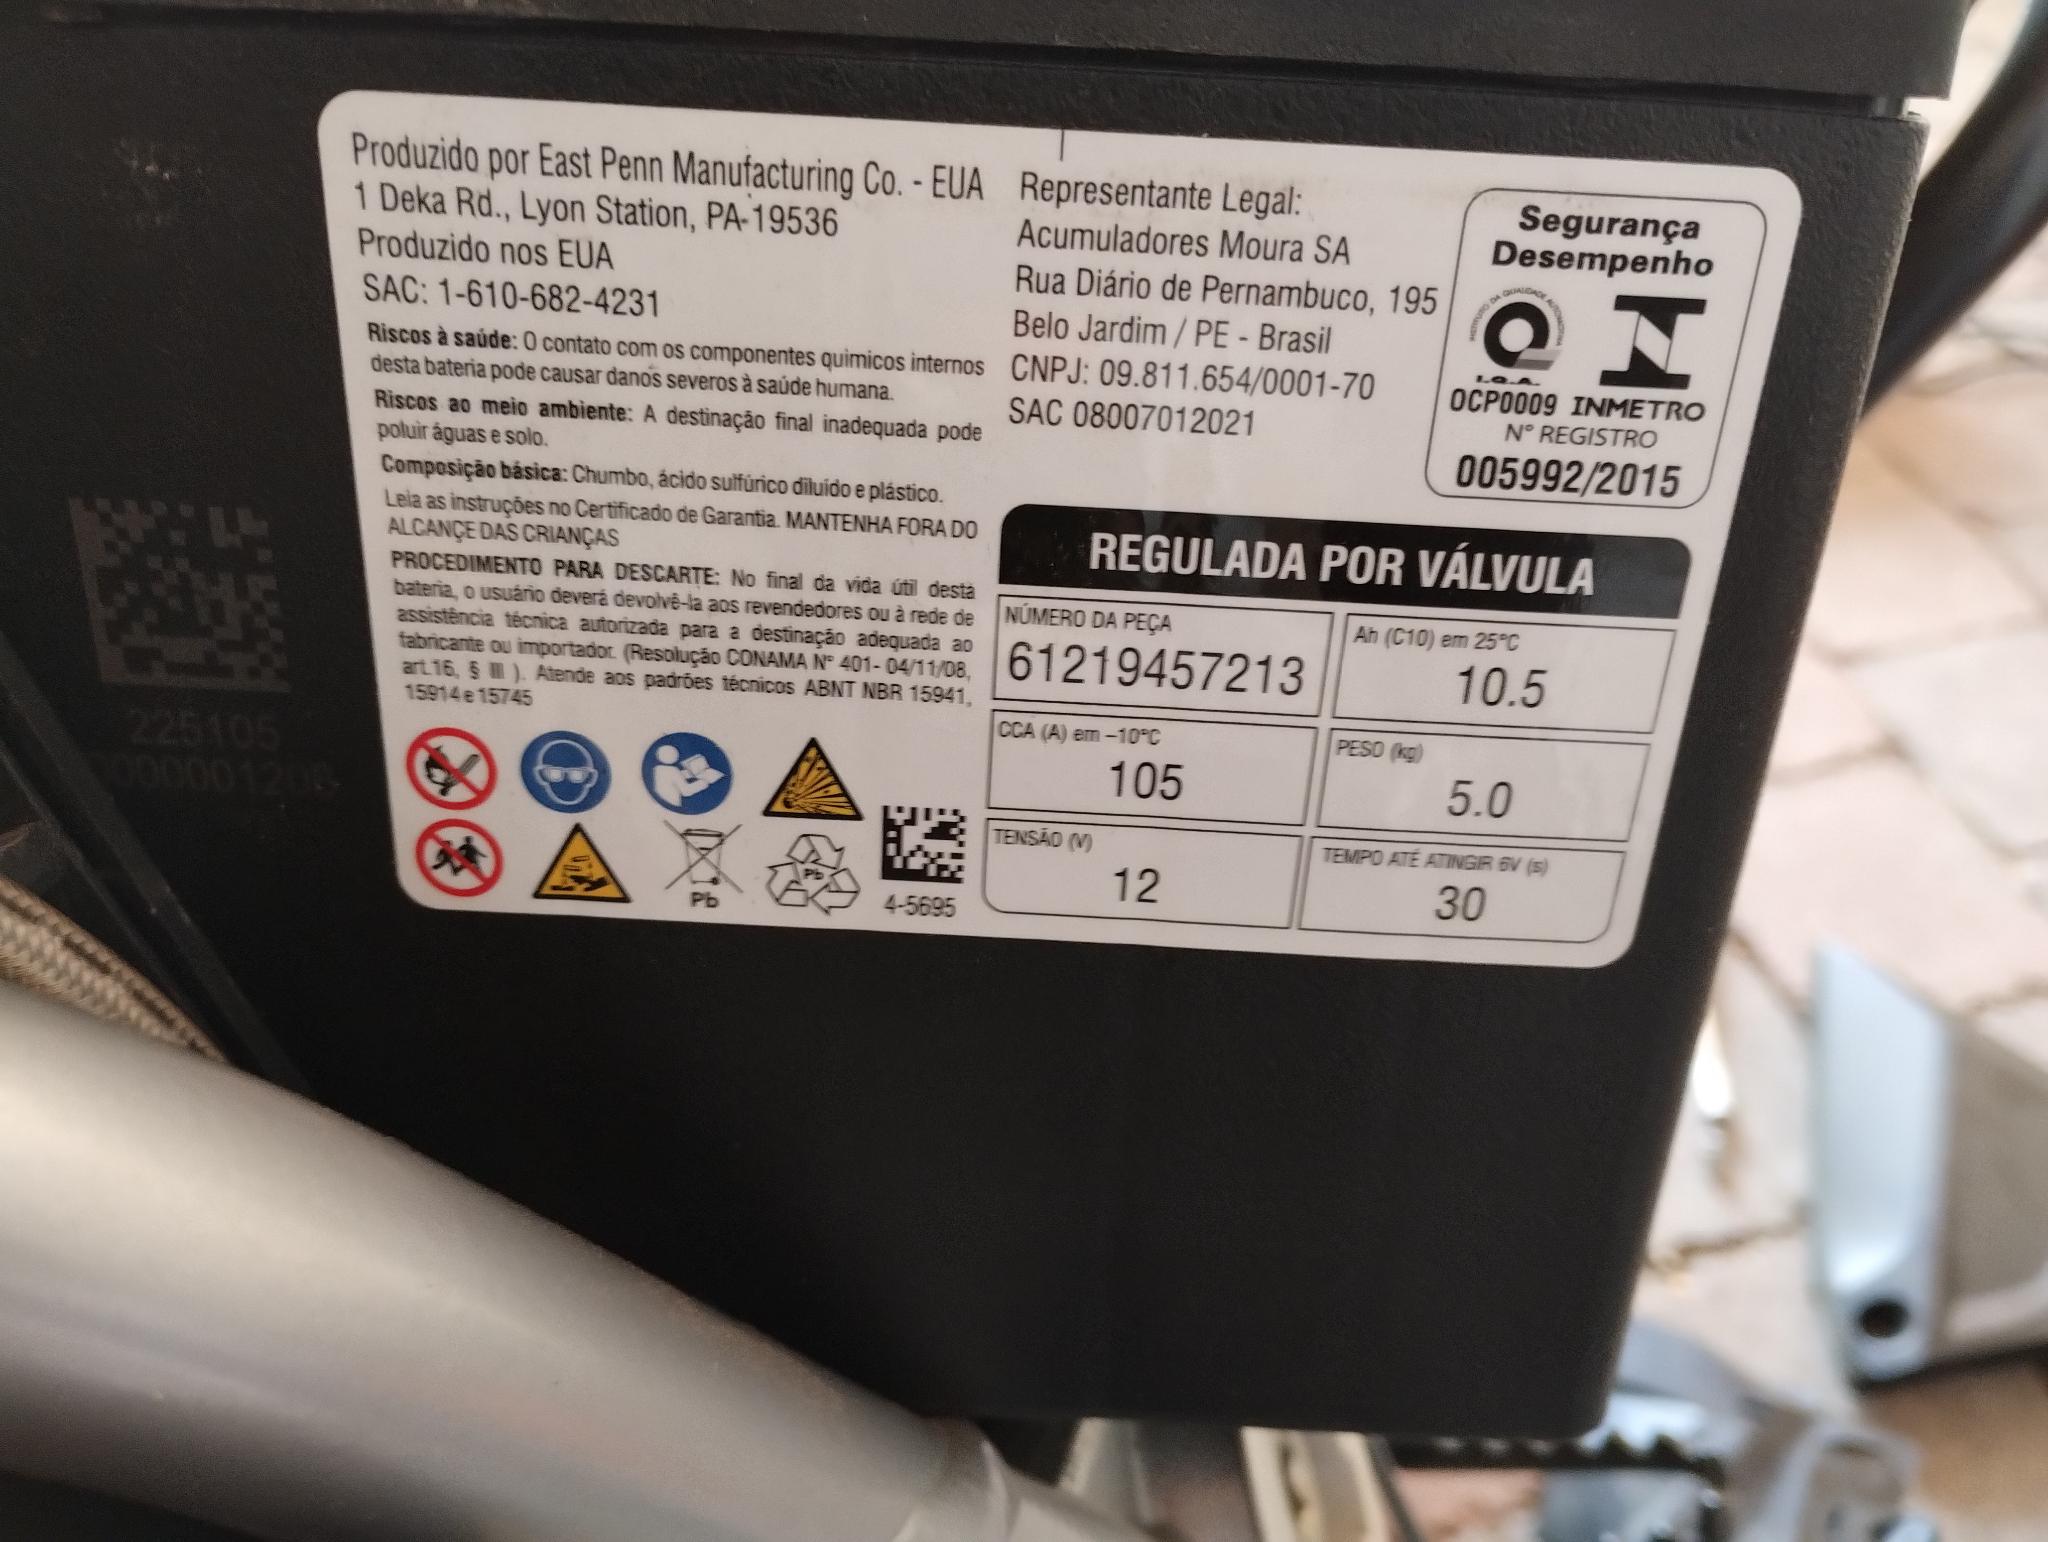 Produzido por East Penn Manufacturing Co. - EUA
1 Deka Rd., Lyon Station, PA-19536
Produzido nos EUA
SAC: 1-610-682-4231
Riscos à saúde: O contato com os componentes quimicos internos
desta bateria pode causar danos severos à saúde humana.
Riscos ao meio ambiente: A destinação final inadequada pode
poluir águas e solo.
Composição básica: Chumbo, ácido sulfúrico diluído e plástico.
Leia as instruções no Certificado de Garantia. MANTENHA FORA DO
ALCANÇE DAS CRIANÇAS
PROCEDIMENTO PARA DESCARTE: No final da vida útil desta
bateria, o usuário deverá devolvê-la aos revendedores ou à rede de
assistência técnica autorizada para a destinação adequada ao
fabricante ou importador. (Resolução CONAMA N° 401- 04/11/08,
art.16, § III ). Atende aos padrões técnicos ABNT NBR 15941,
15914 e 15745
Pb
Pb
4-5695
Representante Legal:
Acumuladores Moura SA
Rua Diário de Pernambuco, 195
Belo Jardim / PE - Brasil
CNPJ: 09.811.654/0001-70
SAC 08007012021
Segurança
Desempenho
INSTITUTO DA QUALIDADE AUTOMOTIVA
I.Q.A.
OCP0009 INMETRO
N° REGISTRO
005992/2015
REGULADA POR VÁLVULA
NÚMERO DA PEÇA
61219457213
Ah (C10) em 25°C
10.5
CCA (A) em –10°C
105
PESO (kg)
5.0
TENSÃO (V)
12
TEMPO ATÉ ATINGIR 6V (s)
30
225105